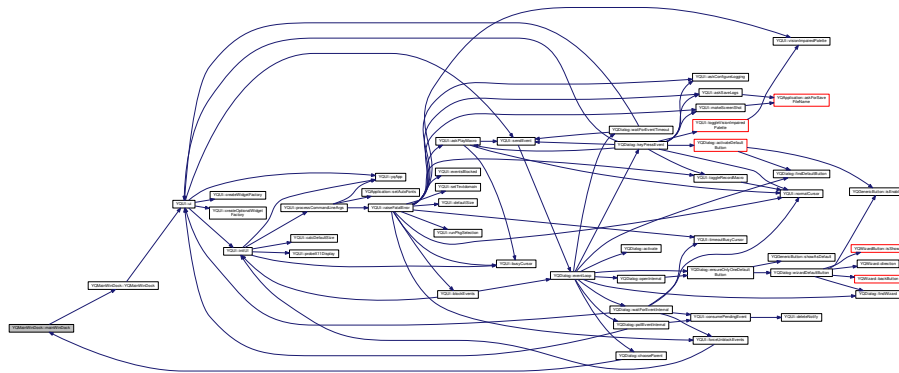 YQMainWinDock::mainWinDock
YQMainWinDock::YQMainWinDock
YQUI::ui
YQUI::createWidgetFactory
YQUI::createOptionalWidget
Factory
YQUI::initUI
YQUI::calcDefaultSize
YQUI::probeX11Display
YQUI::processCommandLineArgs
YQUI::yqApp
YQApplication::setAutoFonts
YQUI::raiseFatalError
YQUI::askPlayMacro
YQUI::eventsBlocked
YQUI::setTextdomain
YQUI::defaultSize
YQUI::runPkgSelection
YQUI::busyCursor
YQUI::blockEvents
YQUI::sendEvent
YQDialog::eventLoop
YQDialog::waitForEventTimeout
YQDialog::keyPressEvent
YQDialog::activate
YQDialog::openInternal
YQDialog::waitForEventInternal
YQDialog::pollEventInternal
YQDialog::chooseParent
YQUI::askConfigureLogging
YQUI::askSaveLogs
YQUI::makeScreenShot
YQUI::toggleVisionImpaired
Palette
YQDialog::activateDefault
Button
YQUI::toggleRecordMacro
YQUI::timeoutBusyCursor
YQDialog::ensureOnlyOneDefault
Button
YQUI::consumePendingEvent
YQUI::forceUnblockEvents
YQUI::visionImpairedPalette
YQApplication::askForSave
FileName
YQDialog::findDefaultButton
YQUI::normalCursor
YQGenericButton::showAsDefault
YQDialog::wizardDefaultButton
YQUI::deleteNotify
YQGenericButton::isEnabled
YQWizardButton::isShown
YQWizard::direction
YQWizard::backButton
YQDialog::findWizard